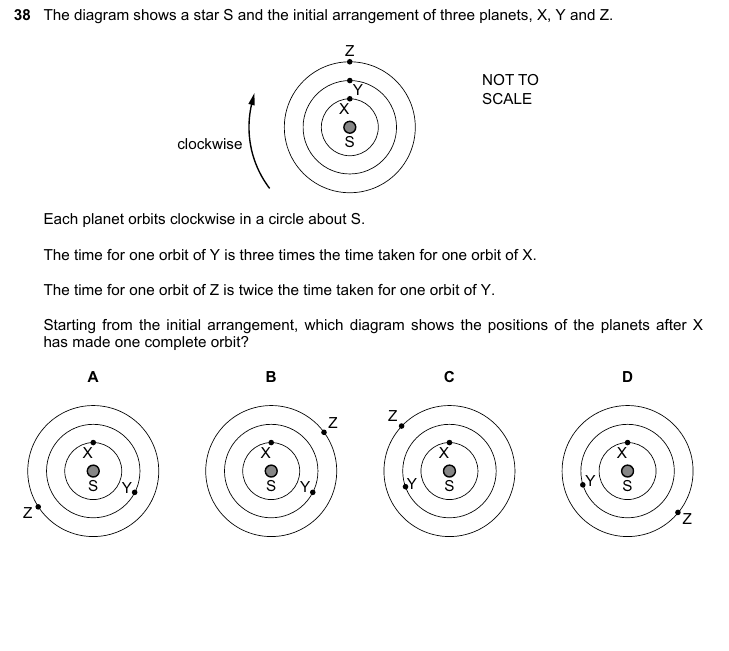 38 The diagram shows a star S and the initial arrangement of three planets, X, Y and Z.
Z
Y
X
S
clockwise
NOT TO
SCALE
Each planet orbits clockwise in a circle about S.
The time for one orbit of Y is three times the time taken for one orbit of X.
The time for one orbit of Z is twice the time taken for one orbit of Y.
Starting from the initial arrangement, which diagram shows the positions of the planets after X
has made one complete orbit?
A B C D
X
S
Y
Z
Z
X
S
Y
Z
X
Y
S
X
Y
S
Z